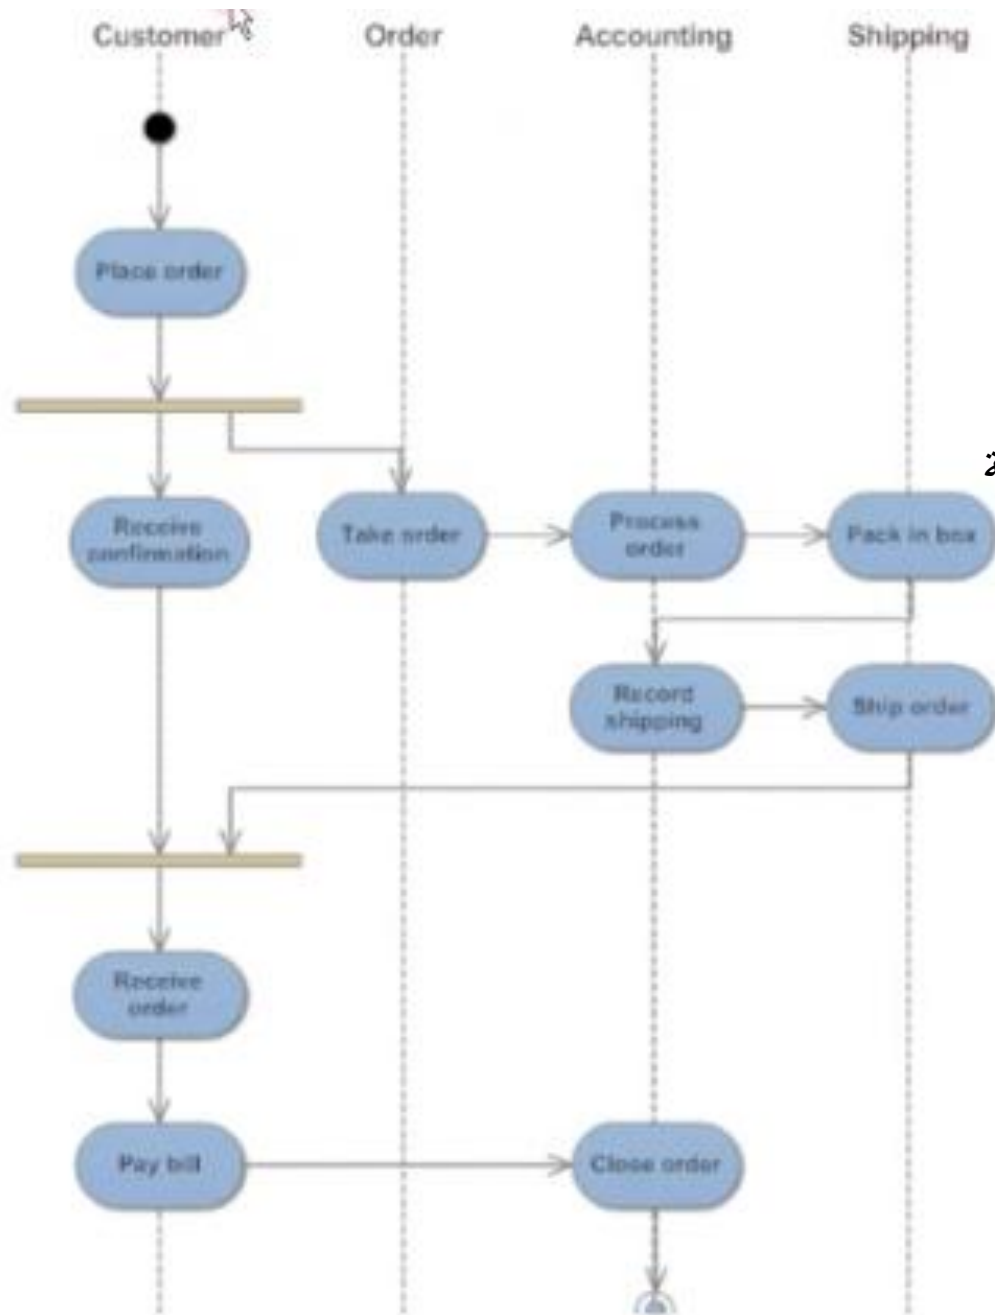 Customer
Order
Accounting
Shipping
Place order
Receive
confirmation
Take order
Process
order
Pack in box
Record
shipping
Ship order
Receive
order
Pay bill
Close order